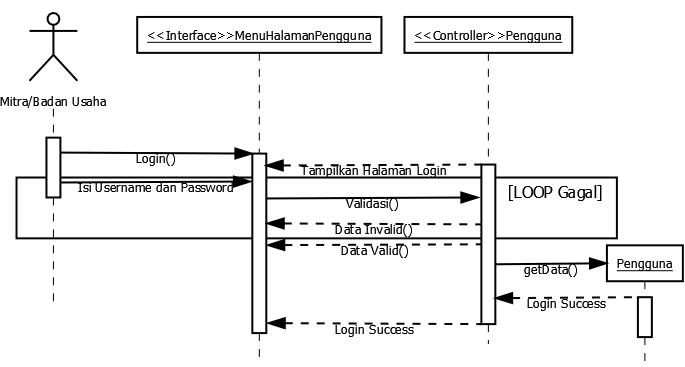 <<Interface>>MenuHalamanPengguna
<<Controller>>Pengguna
Mitra/Badan Usaha
Login()
Tampilkan Halaman Login
Isi Username dan Password
[LOOP Gagal]
Validasi()
Data Invalid()
Data Valid()
Pengguna
getData()
Login Success
Login Success